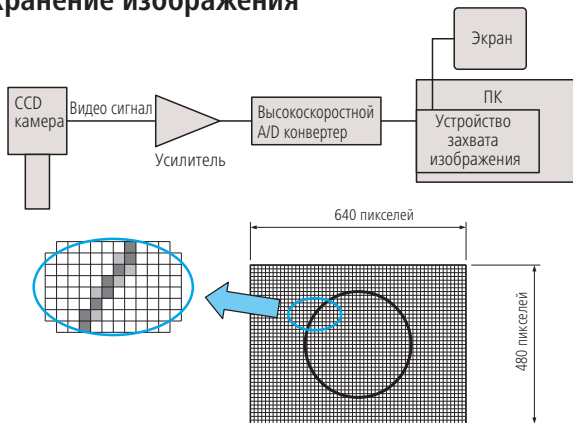 хранение изображения
Экран
CCD
камера
Видео сигнал
Усилитель
Высокоскоростной
A/D конвертер
ПК
Устройство
захвата
изображения
640 пикселей
480 пикселей